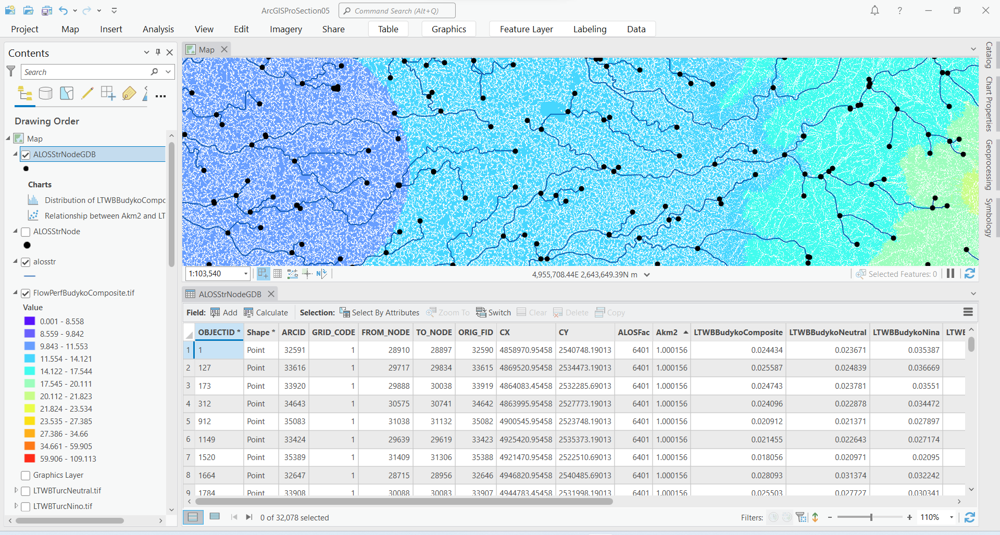 ArcGISProSection05
Command Search (Alt+Q)
?
Project Map Insert Analysis View Edit Imagery Share Table Graphics Feature Layer Labeling Data
Contents
Search
Drawing Order
Map
ALOSStrNodeGDB
Charts
Distribution of LTWBBudykoCompo
Relationship between Akm2 and LT
ALOSStrNode
alosstr
FlowPerfBudykoComposite.tif
Value
0.001 - 8.558
8.559 - 9.842
9.843 - 11.553
11.554 - 14.121
14.122 - 17.544
17.545 - 20.111
20.112 - 21.823
21.824 - 23.534
23.535 - 27.385
27.386 - 34.66
34.661 - 59.905
59.906 - 109.113
Graphics Layer
LTWBTurcNeutral.tif
LTWBTurcNino.tif
Map
1:103,540
4,955,708.44E 2,643,649.39N m
Selected Features: 0
Catalog
Chart Properties
Geoprocessing
Symbology
ALOSStrNodeGDB
Field: Add Calculate Selection: Select By Attributes Zoom To Switch Clear Delete Copy
OBJECTID * Shape * ARCID GRID_CODE FROM_NODE TO_NODE ORIG_FID CX CY ALOSFac Akm2 LTWBBudykoComposite LTWBBudykoNeutral LTWBBudykoNina LTWE
1 1 Point 32591 1 28910 28897 32590 4858970.95458 2540748.19013 6401 1.000156 0.024434 0.023671 0.035387
2 127 Point 33616 1 29717 29834 33615 4869520.95458 2534473.19013 6401 1.000156 0.025587 0.024839 0.036669
3 173 Point 33920 1 29888 30038 33919 4864083.45458 2532285.69013 6401 1.000156 0.024743 0.023781 0.03551
4 312 Point 34643 1 30575 30741 34642 4863995.95458 2527773.19013 6401 1.000156 0.024096 0.022878 0.034472
5 912 Point 35083 1 31038 31132 35082 4900545.95458 2523748.19013 6401 1.000156 0.020912 0.021371 0.027897
6 1149 Point 33424 1 29639 29619 33423 4925420.95458 2535373.19013 6401 1.000156 0.021455 0.022643 0.027174
7 1520 Point 35389 1 31409 31306 35388 4921470.95458 2522510.69013 6401 1.000156 0.018056 0.020971 0.02095
8 1664 Point 32647 1 28715 28956 32646 4946820.95458 2540485.69013 6401 1.000156 0.028093 0.031374 0.032242
9 1784 Point 33908 1 30088 30083 33907 4944783.45458 2531998.19013 6401 1.000156 0.025503 0.027727 0.030341
0 of 32,078 selected
Filters:
110%